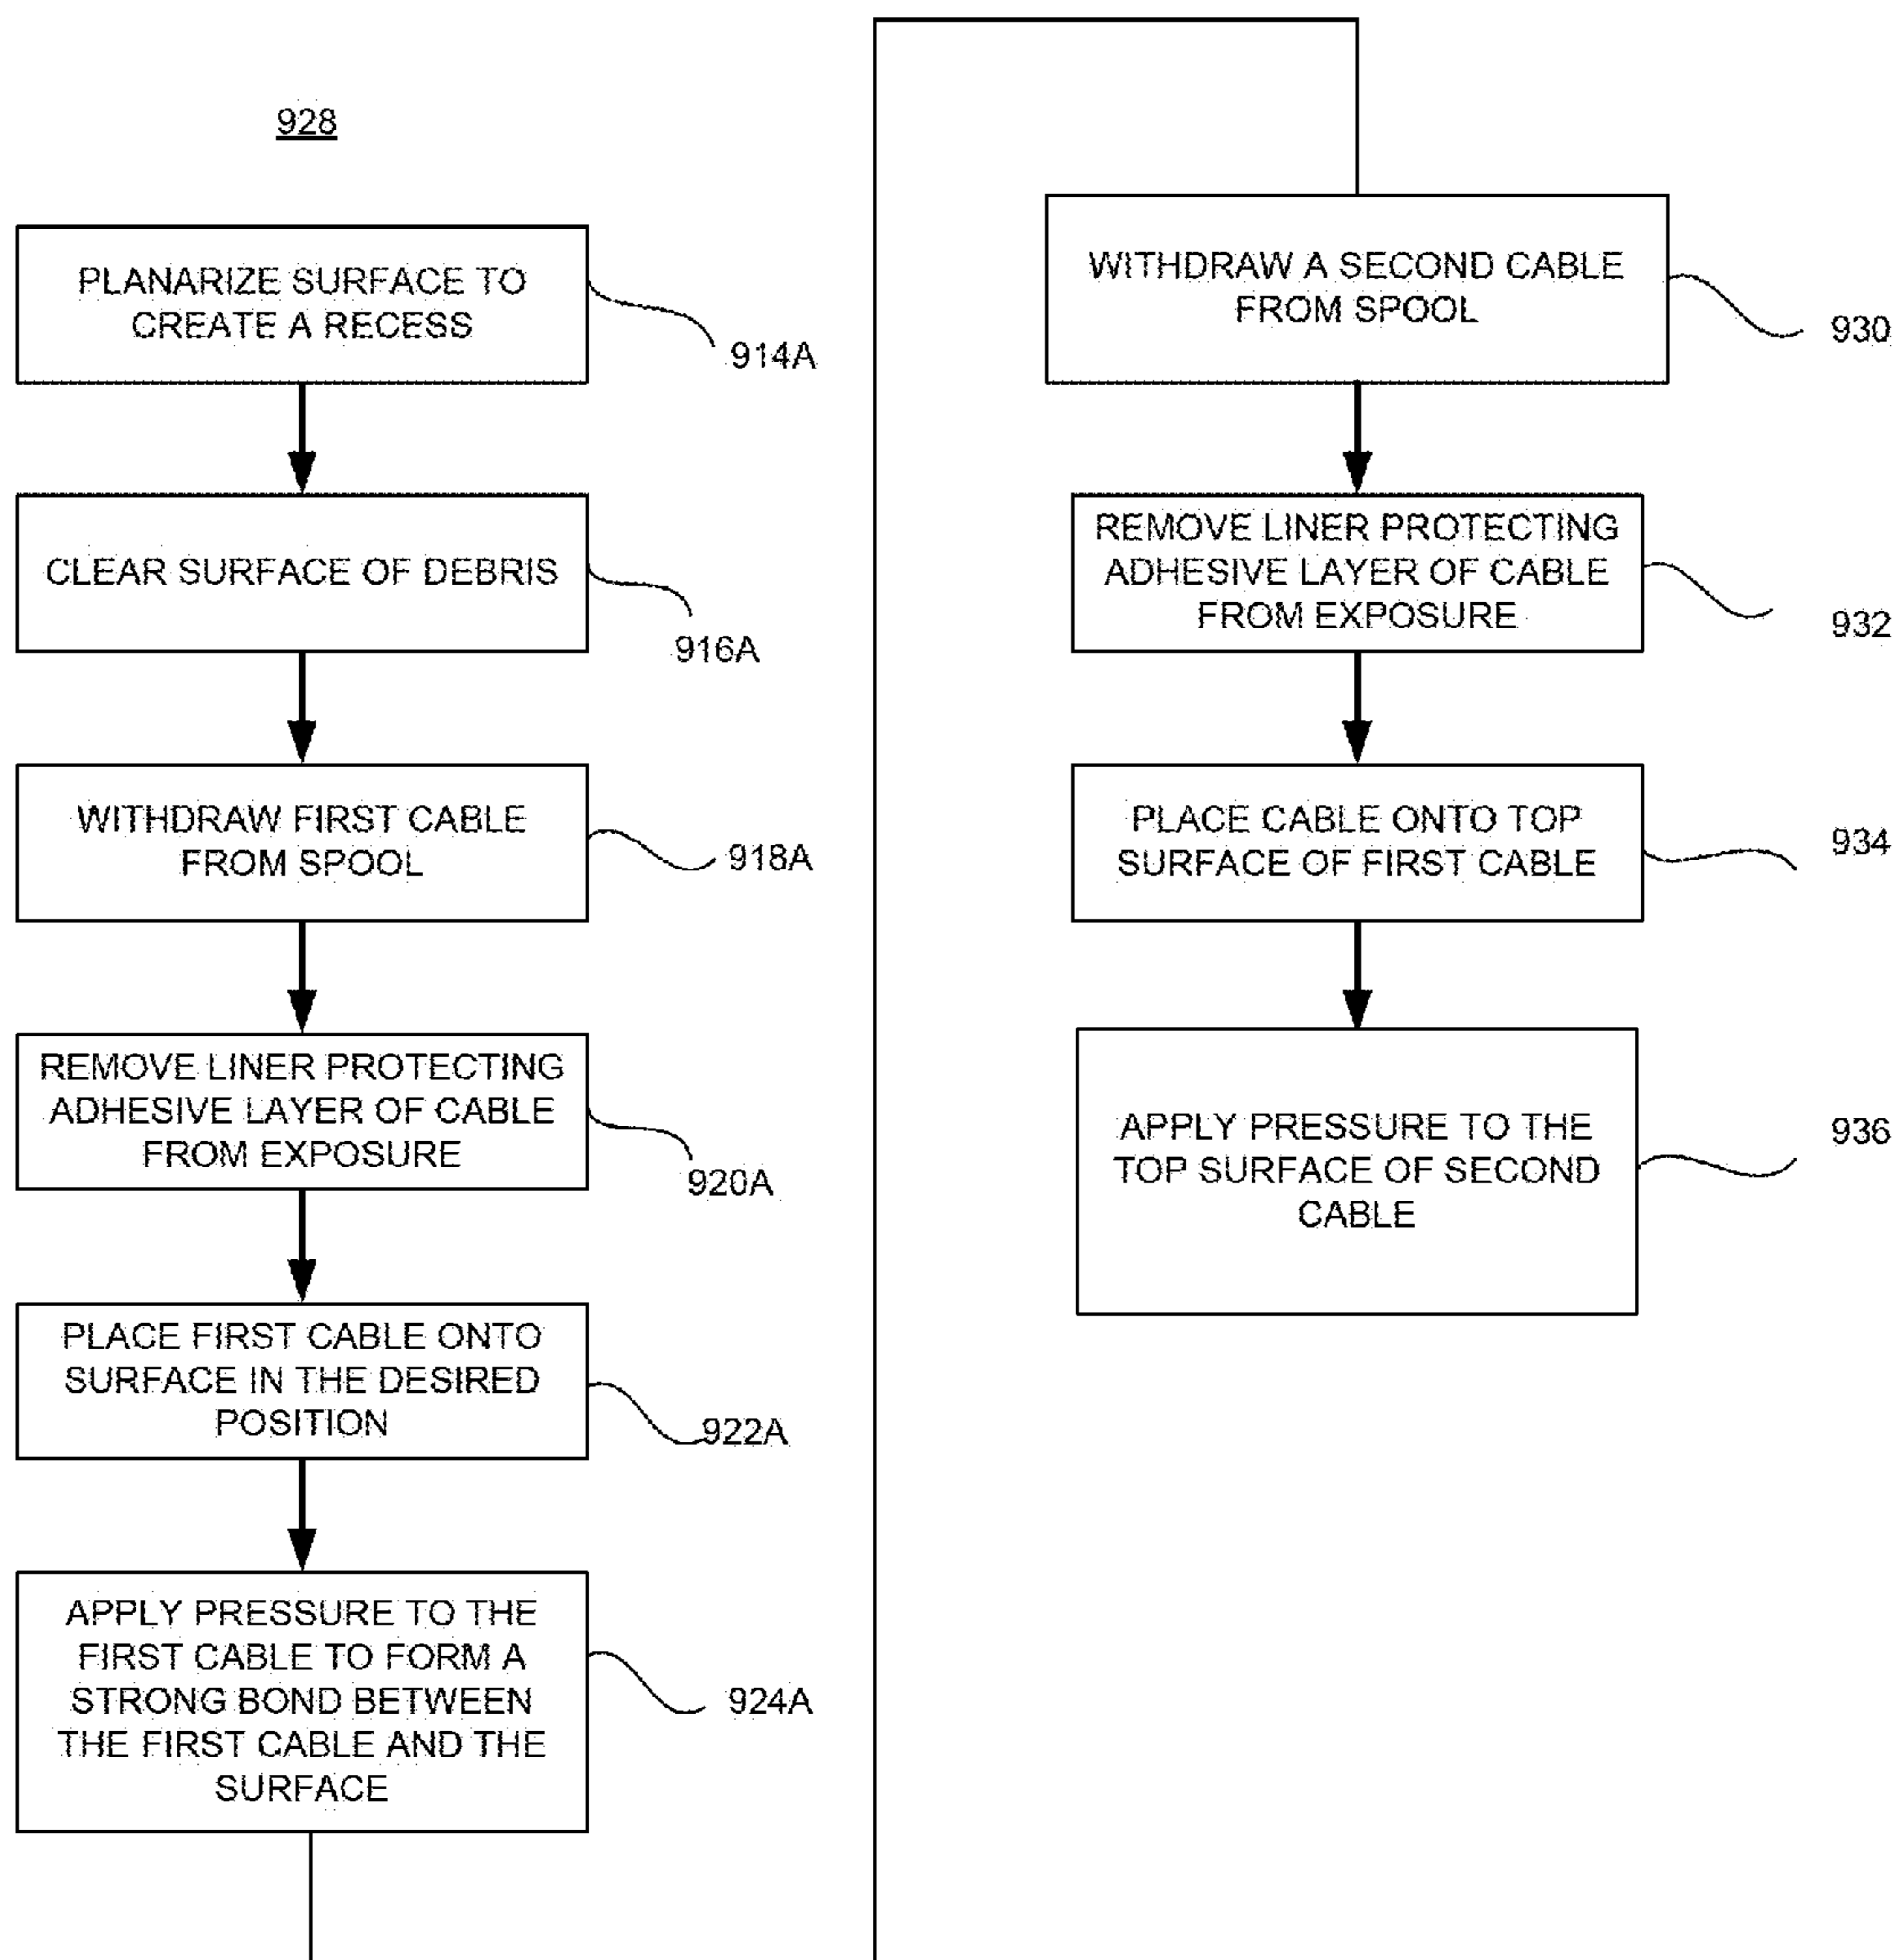 928
PLANARIZE SURFACE TO
CREATE A RECESS
914A
CLEAR SURFACE OF DEBRIS
916A
WITHDRAW FIRST CABLE
FROM SPOOL
918A
REMOVE LINER PROTECTING
ADHESIVE LAYER OF CABLE
FROM EXPOSURE
920A
PLACE FIRST CABLE ONTO
SURFACE IN THE DESIRED
POSITION
922A
APPLY PRESSURE TO THE
FIRST CABLE TO FORM A
STRONG BOND BETWEEN
THE FIRST CABLE AND THE
SURFACE
924A
WITHDRAW A SECOND CABLE
FROM SPOOL
930
REMOVE LINER PROTECTING
ADHESIVE LAYER OF CABLE
FROM EXPOSURE
932
PLACE CABLE ONTO TOP
SURFACE OF FIRST CABLE
934
APPLY PRESSURE TO THE
TOP SURFACE OF SECOND
CABLE
936